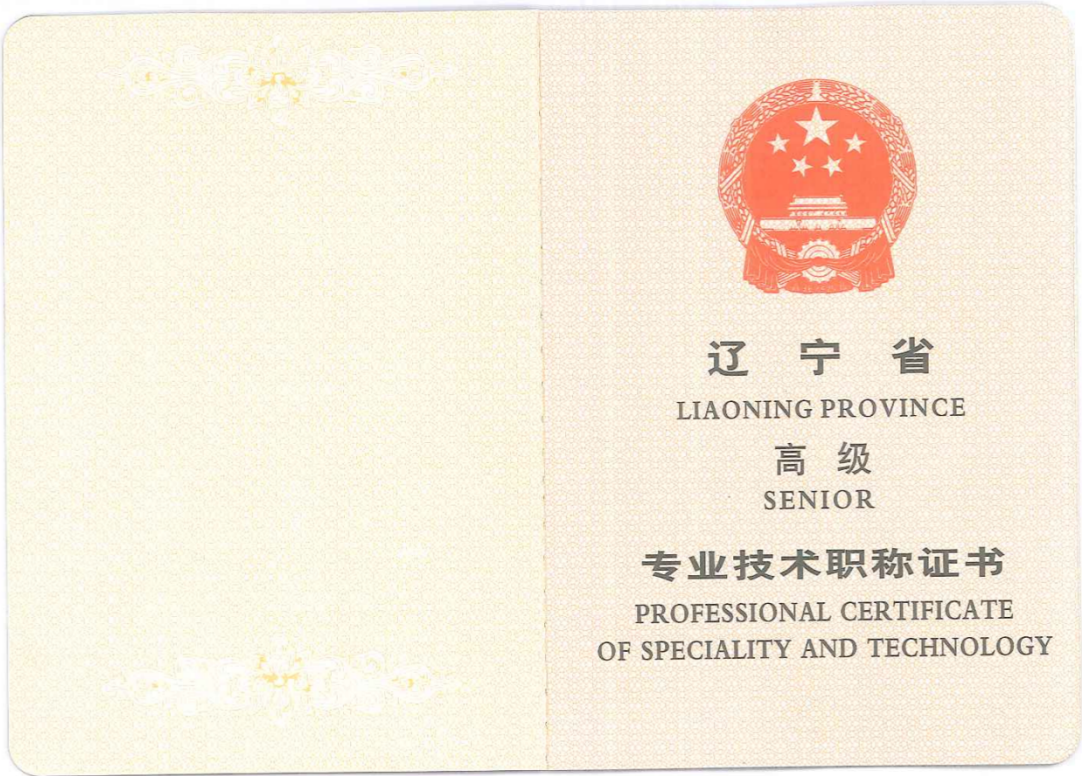 辽宁省
LIAONING PROVINCE
高级
SENIOR
专业技术职称证书
PROFESSIONAL CERTIFICATE
OF SPECIALITY AND TECHNOLOGY